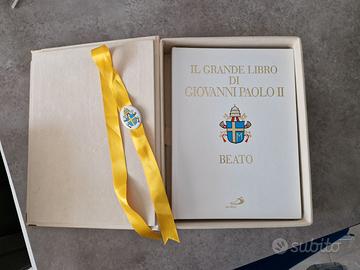 IL GRANDE LIBRO
DI
GIOVANNI PAOLO II
BEATO
subito